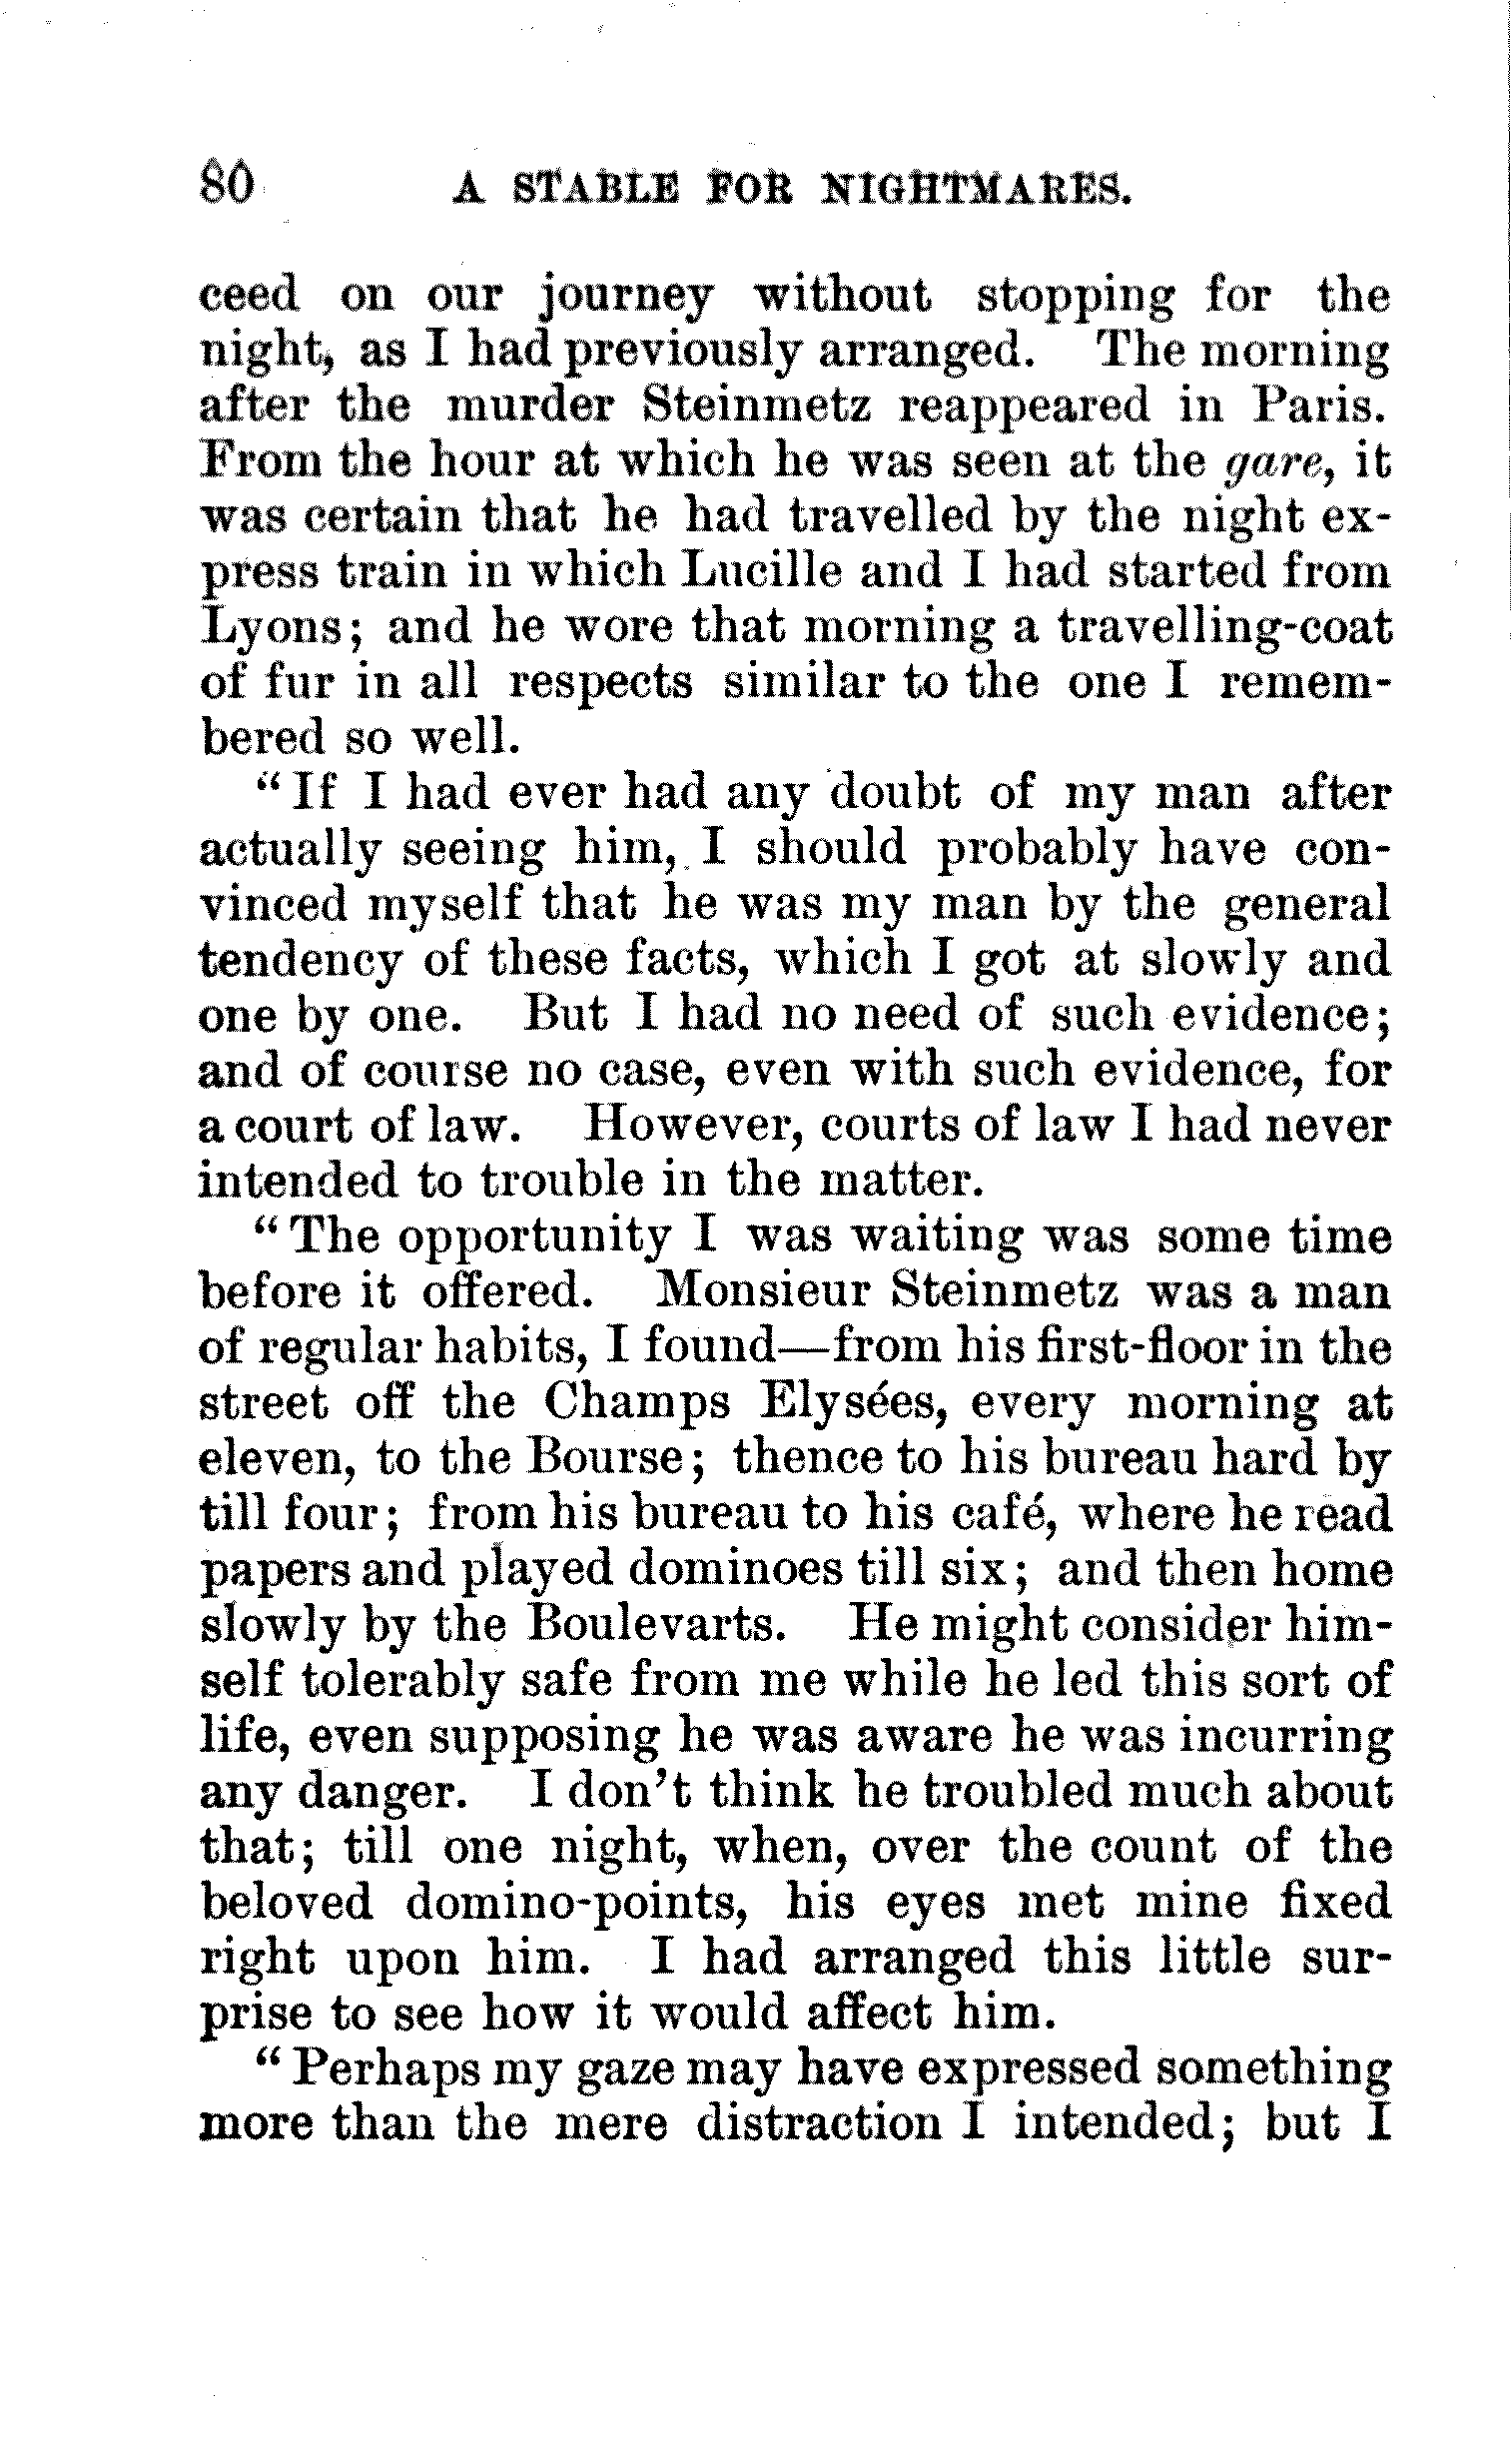 80 A STABLE FOR NIGHTMARES.
ceed on our journey without stopping for the
night, as I had previously arranged. The morning
after the murder Steinmetz reappeared in Paris.
From the hour at which he was seen at the gare, it
was certain that he had travelled by the night ex-
press train in which Lucille and I had started from
Lyons; and he wore that morning a travelling-coat
of fur in all respects similar to the one I remem-
bered so well.
"If I had ever had any doubt of my man after
actually seeing him, I should probably have con-
vinced myself that he was my man by the general
tendency of these facts, which I got at slowly and
one by one. But I had no need of such evidence;
and of course no case, even with such evidence, for
a court of law. However, courts of law I had never
intended to trouble in the matter.
"The opportunity I was waiting was some time
before it offered. Monsieur Steinmetz was a man
of regular habits, I found—from his first-floor in the
street off the Champs Elysées, every morning at
eleven, to the Bourse; thence to his bureau hard by
till four; from his bureau to his café, where he read
papers and played dominoes till six; and then home
slowly by the Boulevarts. He might consider him-
self tolerably safe from me while he led this sort of
life, even supposing he was aware he was incurring
any danger. I don't think he troubled much about
that; till one night, when, over the count of the
beloved domino-points, his eyes met mine fixed
right upon him. I had arranged this little sur-
prise to see how it would affect him.
"Perhaps my gaze may have expressed something
more than the mere distraction I intended; but I